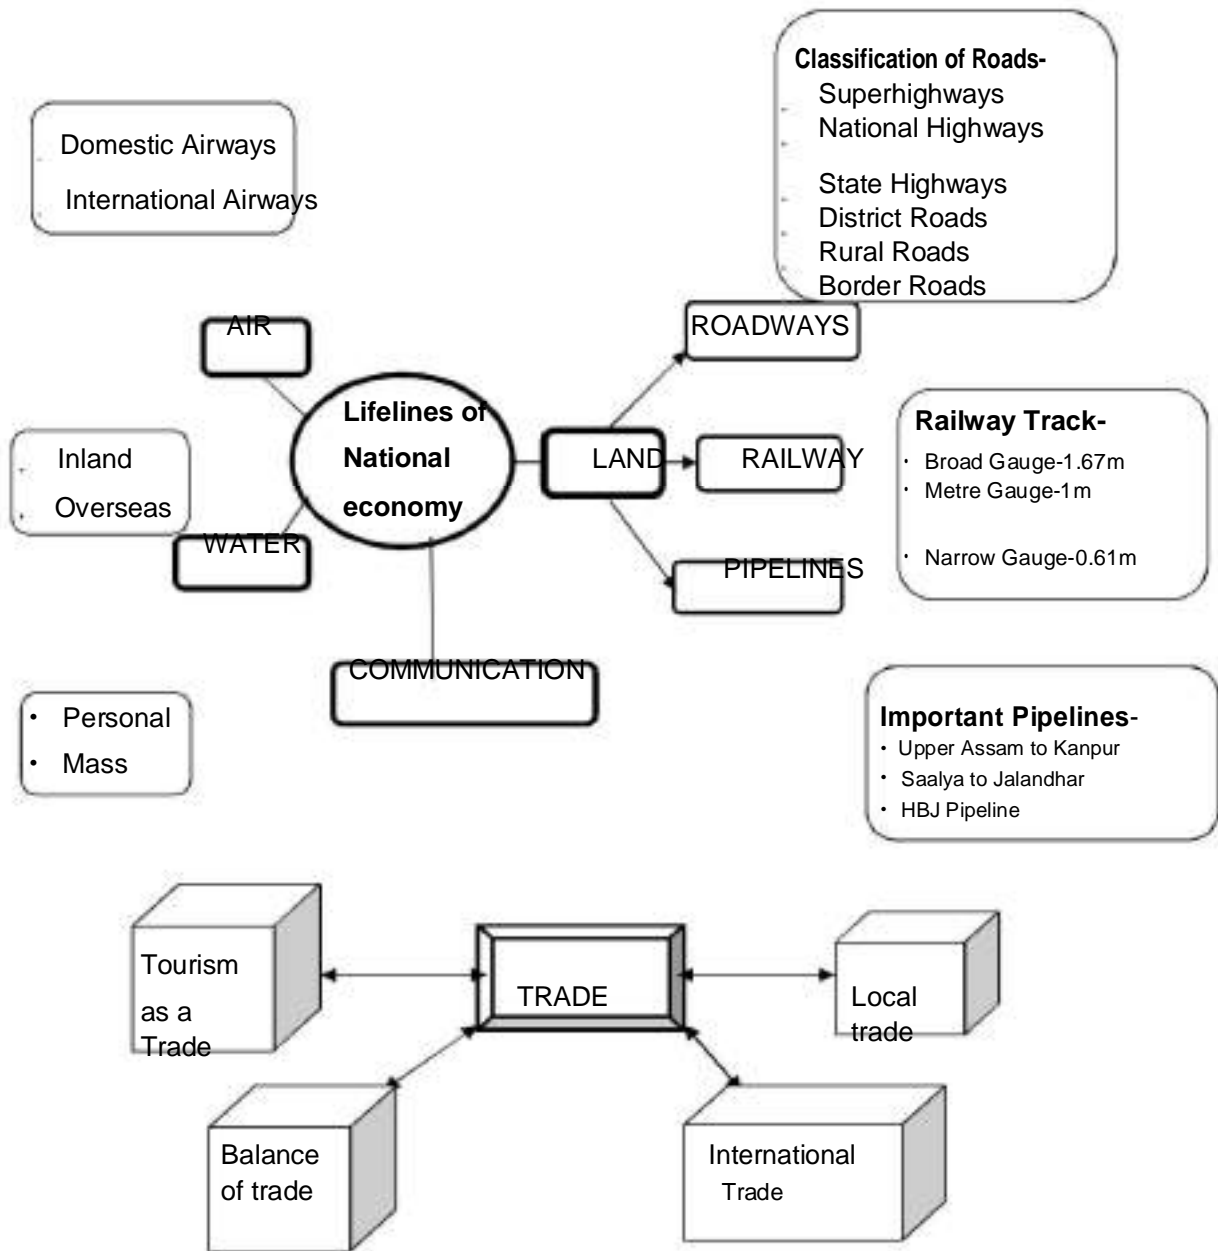 Classification of Roads-
Superhighways
National Highways
State Highways
District Roads
Rural Roads
Border Roads
Domestic Airways
International Airways
AIR
ROADWAYS
Lifelines of
National
economy
LAND
RAILWAY
Railway Track-
· Broad Gauge-1.67m
· Metre Gauge-1m
· Narrow Gauge-0.61m
Inland
Overseas
WATER
PIPELINES
COMMUNICATION
• Personal
• Mass
Important Pipelines-
• Upper Assam to Kanpur
• Saalya to Jalandhar
• HBJ Pipeline
Tourism
as a
Trade
TRADE
Local
trade
Balance
of trade
International
Trade